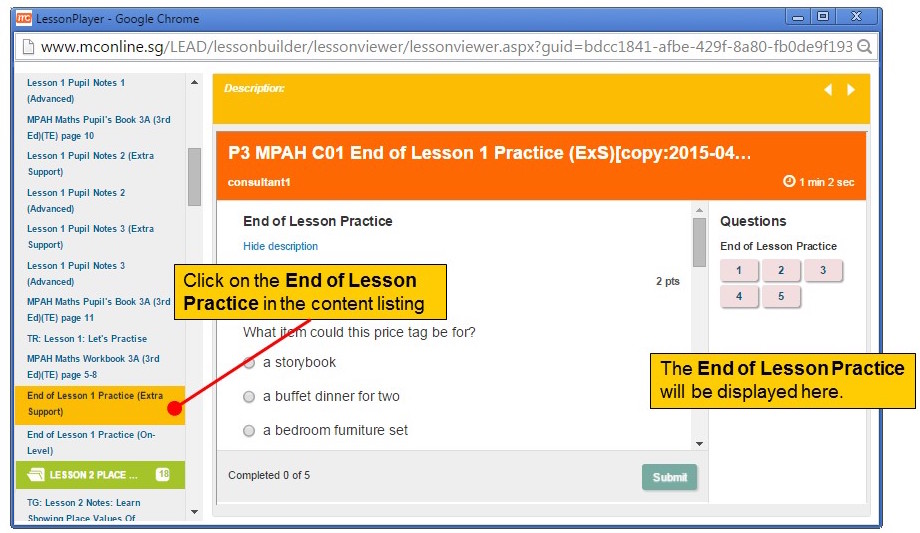 LessonPlayer - Google Chrome
www.mconline.sg/LEAD/lessonbuilder/lessonviewer/lessonviewer.aspx?guid=bdcc1841-afbe-429f-8a80-fb0de9f193
Lesson 1 Pupil Notes 1
(Advanced)
MPAH Maths Pupil's Book 3A (3rd
Ed)(TE) page 10
Lesson 1 Pupil Notes 2 (Extra
Support)
Lesson 1 Pupil Notes 2
(Advanced)
Lesson 1 Pupil Notes 3 (Extra
Support)
Lesson 1 Pupil Notes 3
(Advanced)
MPAH Maths Pupil's Book 3A (3rd
Ed)(TE) page 11
TR: Lesson 1: Let's Practise
MPAH Maths Workbook 3A (3rd
Ed)(TE) page 5-8
End of Lesson 1 Practice (Extra
Support)
End of Lesson 1 Practice (On-
Level)
LESSON 2 PLACE ... 18
TG: Lesson 2 Notes: Learn
Showing Place Values Of
Description:
P3 MPAH C01 End of Lesson 1 Practice (ExS)[copy:2015-04...
consultant1
1 min 2 sec
End of Lesson Practice
Hide description
2 pts
Click on the End of Lesson
Practice in the content listing
What item could this price tag be for?
a storybook
a buffet dinner for two
a bedroom furniture set
Completed 0 of 5
Submit
Questions
End of Lesson Practice
1 2 3
4 5
The End of Lesson Practice
will be displayed here.